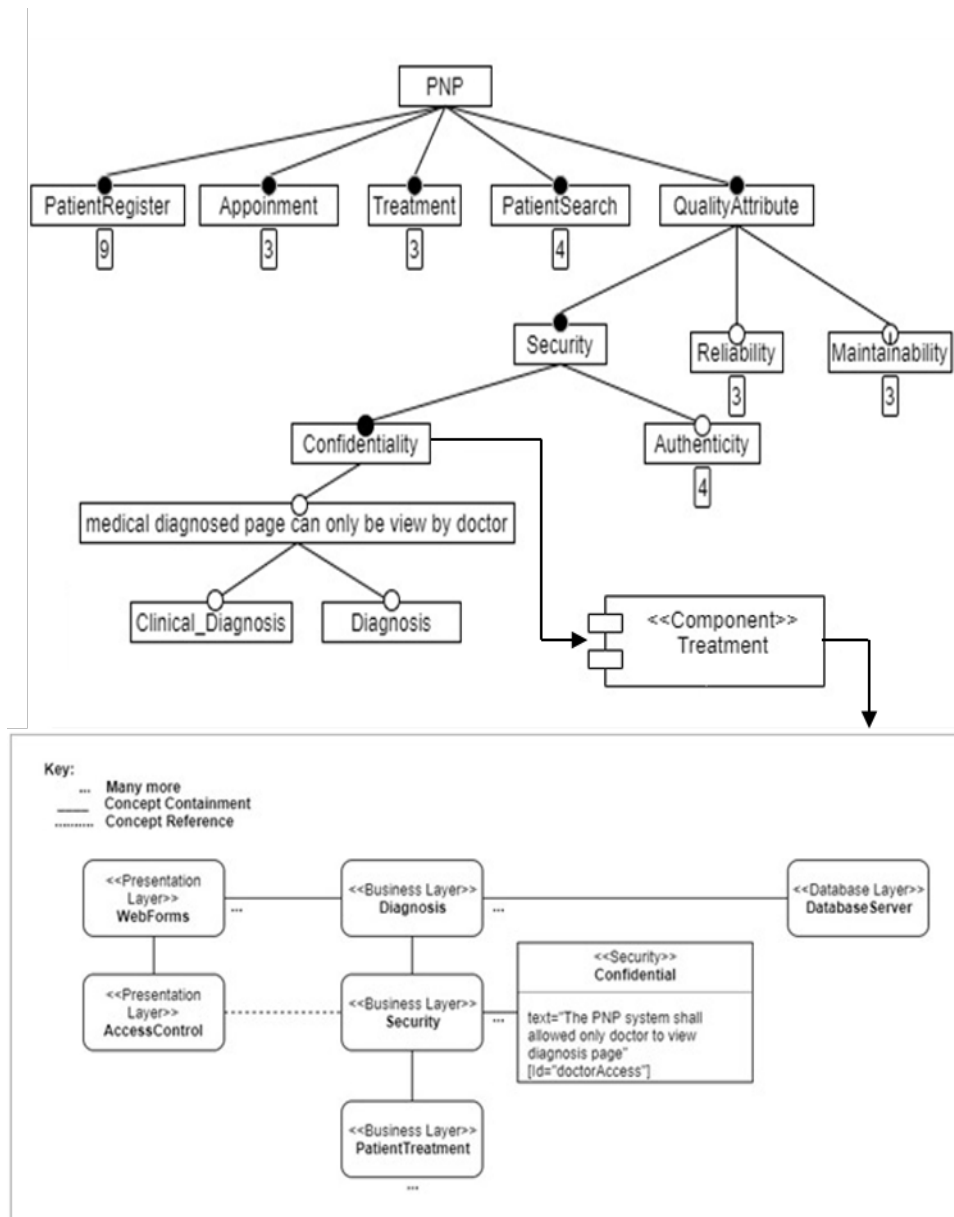 PNP
PatientRegister
Appoinment
Treatment
PatientSearch
QualityAttribute
9
3
3
4
Security
Reliability
Maintainability
3
3
Confidentiality
Authenticity
4
medical diagnosed page can only be view by doctor
Clinical_Diagnosis
Diagnosis
<<Component>>
Treatment
Key:
... Many more
____ Concept Containment
.......... Concept Reference
<<Presentation
Layer>>
WebForms
...
<<Business Layer>>
Diagnosis
...
<<Database Layer>>
DatabaseServer
<<Presentation
Layer>>
AccessControl
<<Business Layer>>
Security
...
<<Security>>
Confidential
text="The PNP system shall
allowed only doctor to view
diagnosis page"
[Id="doctorAccess"]
<<Business Layer>>
PatientTreatment
...